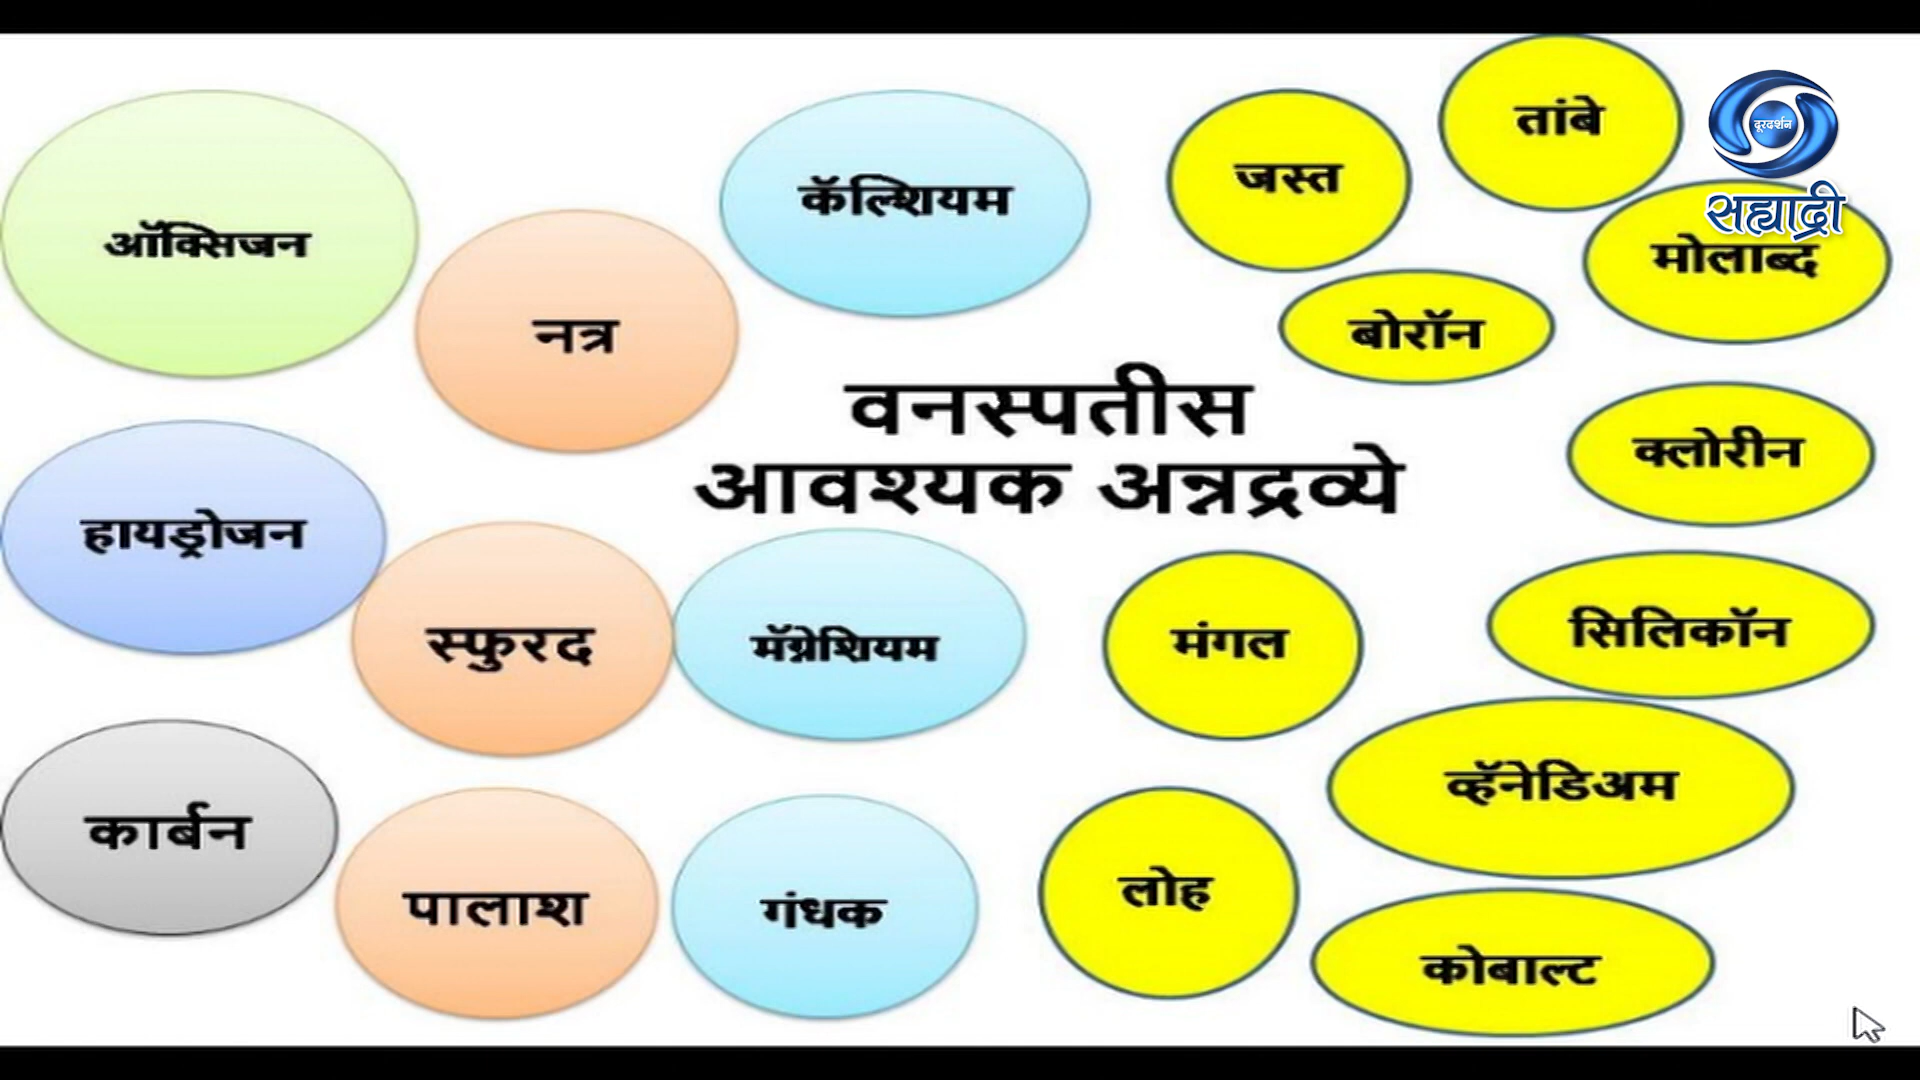 तांबे
दूरदर्शन
सह्याद्री
जस्त
कॅल्शियम
ऑक्सिजन
मोलाब्द
नत्र
बोरॉन
वनस्पतीस
आवश्यक अन्नद्रव्ये
क्लोरीन
हायड्रोजन
स्फुरद
मॅग्नेशियम
मंगल
सिलिकॉन
व्हॅनेडिअम
कार्बन
पालाश
गंधक
लोह
कोबाल्ट